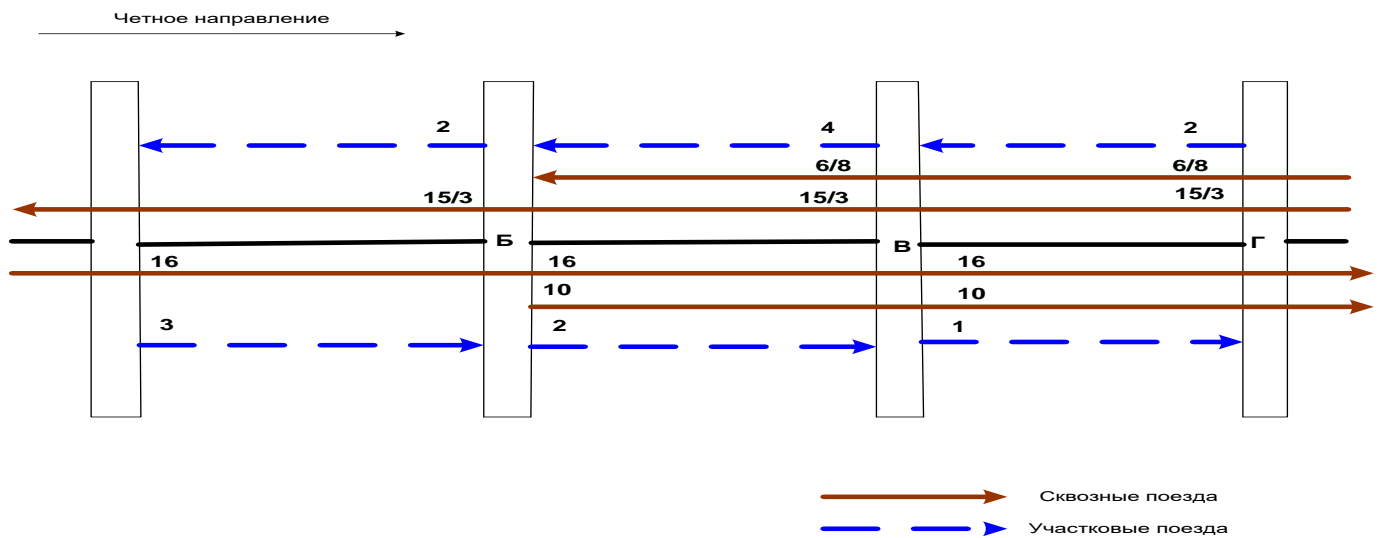 Четное направление
2 4 2
6/8 6/8
15/3 15/3 15/3
Б В Г
16 16 16
10 10
3 2 1
Сквозные поезда
Участковые поезда